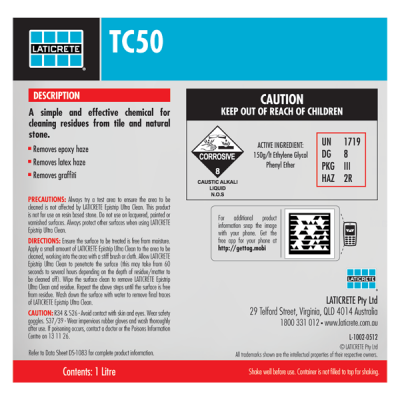 LATICRETE
TC50
DESCRIPTION
A simple and effective chemical for
cleaning residues from tile and natural
stone.
• Removes epoxy haze
• Removes latex haze
• Removes graffiti
PRECAUTIONS: Always try a test area to ensure the area to be
cleaned is not affected by LATICRETE Epistrip Ultra Clean. This product
is not for use on resin based stone. Do not use on lacquered, painted or
varnished surfaces. Always protect other surfaces when using LATICRETE
Epistrip Ultra Clean.
DIRECTIONS: Ensure the surface to be treated is free from moisture.
Apply a small amount of LATICRETE Epistrip Ultra Clean to the area to be
cleaned, working into the area with a stiff brush or cloth. Allow LATICRETE
Ultra Clean to penetrate the surface (this may take from 60
seconds to several hours depending on the depth of residue/matter to
be cleaned off). Wipe the surface clean to remove LATICRETE Epistrip
Ultra Clean and residue. Repeat the above steps until the surface is free
from residue. Wash down the surface with water to remove final traces
of LATICRETE Epistrip Ultra Clean.
CAUTION: R34 & S26 - Avoid contact with skin and eyes. Wear safety
goggles. S37/39 - Wear impervious rubber gloves and wash thoroughly
after use. If poisoning occurs, contact a doctor or the Poisons Information
Centre on 13 11 26.
Refer to Data Sheet DS-1083 for complete product information.
Contents: 1 Litre
CAUTION
KEEP OUT OF REACH OF CHILDREN
CORROSIVE
8
CAUSTIC ALKALI
LIQUID
N.O.S
ACTIVE INGREDIENT:
150g/lt Ethylene Glycol
Phenyl Ether
UN 1719
DG 8
PKG III
HAZ 2R
For additional product
information snap the image
with your phone. Get the
free app for your phone at
http://gettag.mobi
LATICRETE
LATICRETE Pty Ltd
29 Telford Street, Virginia, QLD 4014 Australia
1800 331 012 • www.laticrete.com.au
L-1002-0512
© LATICRETE Pty Ltd
All trademarks shown are the intellectual properties of their respective owners.
Shake well before use. Container is not filled to top for shaking.